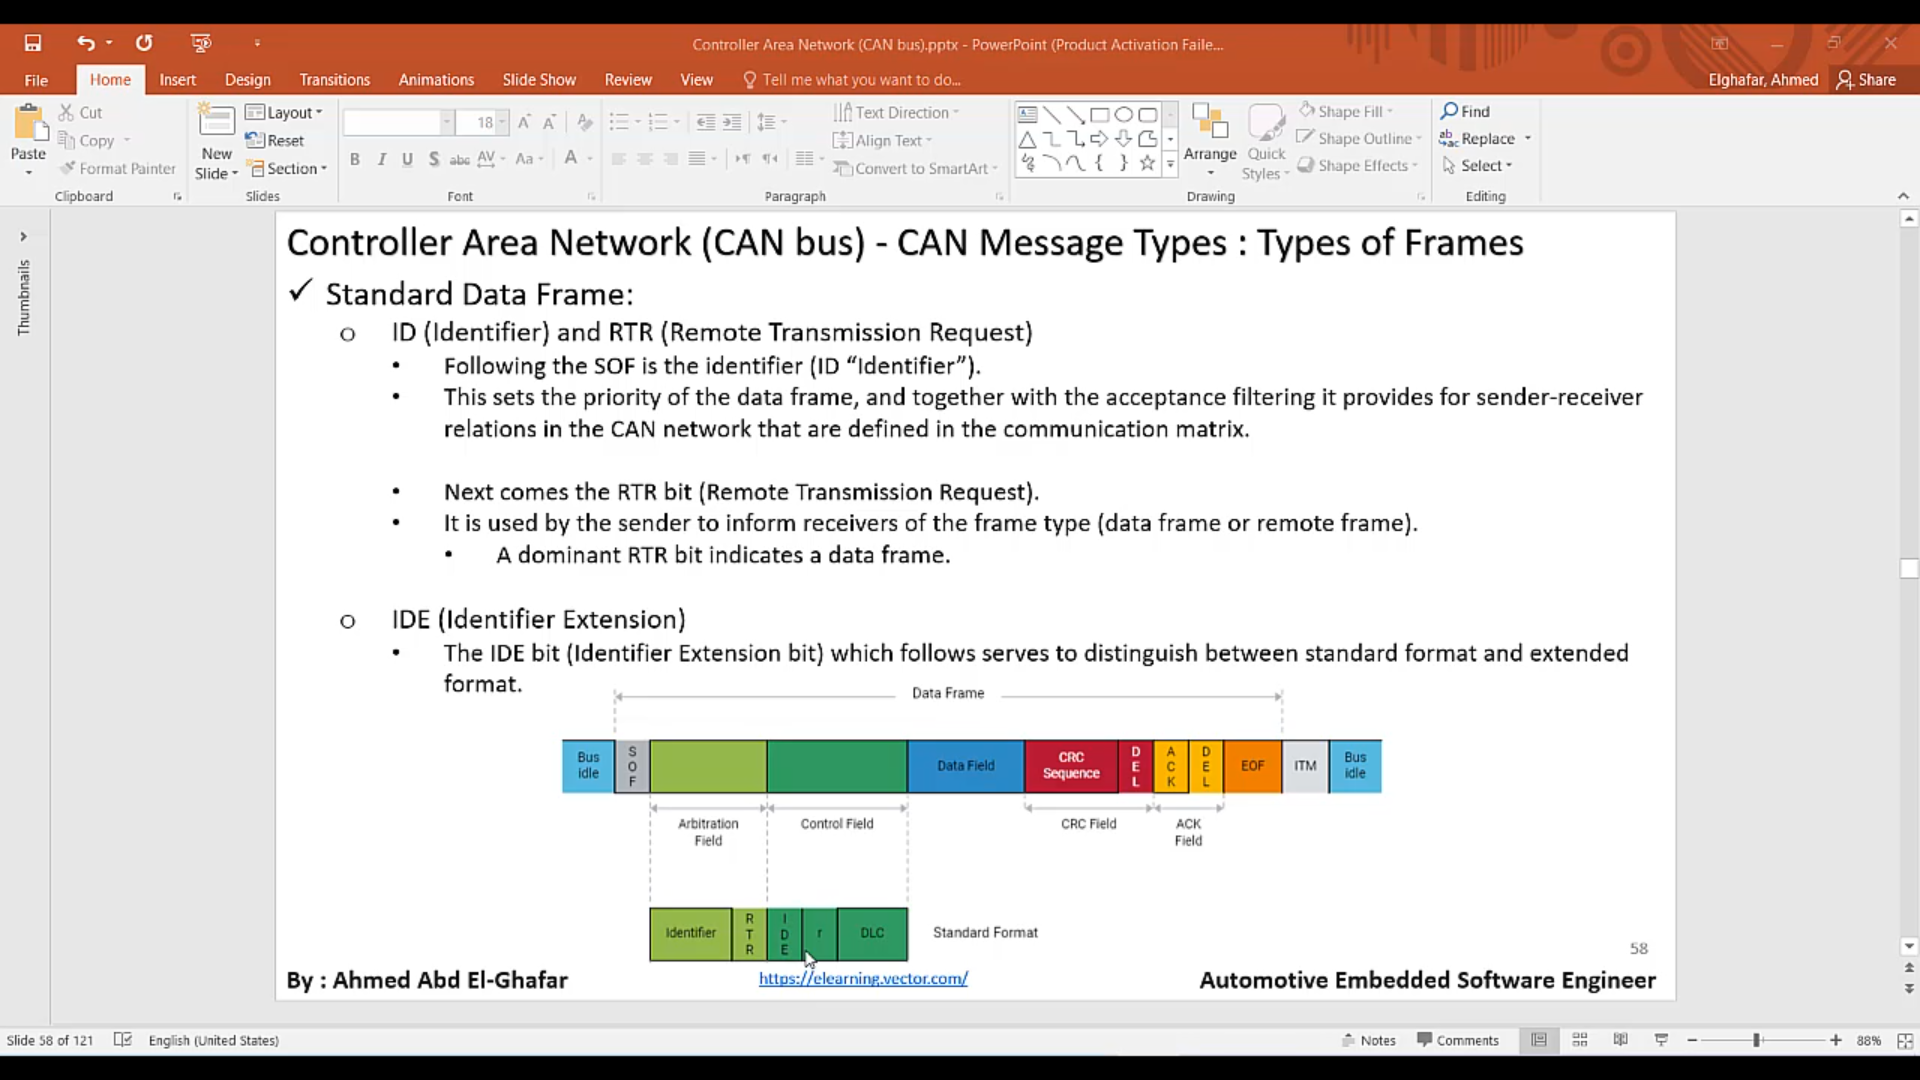 Controller Area Network (CAN bus).pptx - PowerPoint (Product Activation Faile...
File Home Insert Design Transitions Animations Slide Show Review View Tell me what you want to do... Elghafar, Ahmed Share
Cut
Copy
Format Painter
Paste
Clipboard
New
Slide
Layout
Reset
Section
Slides
18
B I U S abc AV Aa A
Font
Text Direction
Align Text
Convert to SmartArt
Paragraph
Arrange
Quick
Styles
Shape Fill
Shape Outline
Shape Effects
Drawing
Find
Replace
Select
Editing
Thumbnails
Controller Area Network (CAN bus) - CAN Message Types : Types of Frames
✓ Standard Data Frame:
o ID (Identifier) and RTR (Remote Transmission Request)
• Following the SOF is the identifier (ID “Identifier”).
• This sets the priority of the data frame, and together with the acceptance filtering it provides for sender-receiver
relations in the CAN network that are defined in the communication matrix.
• Next comes the RTR bit (Remote Transmission Request).
• It is used by the sender to inform receivers of the frame type (data frame or remote frame).
• A dominant RTR bit indicates a data frame.
o IDE (Identifier Extension)
• The IDE bit (Identifier Extension bit) which follows serves to distinguish between standard format and extended
format.
Data Frame
Bus
idle
SOF
Data Field
CRC
Sequence
DEL
ACK
DEL
EOF
ITM
Bus
idle
Arbitration
Field
Control Field
CRC Field
ACK
Field
Identifier
RTR
IDE
r
DLC
Standard Format
58
By : Ahmed Abd El-Ghafar
https://elearning.vector.com/
Automotive Embedded Software Engineer
Slide 58 of 121 English (United States) Notes Comments 88%